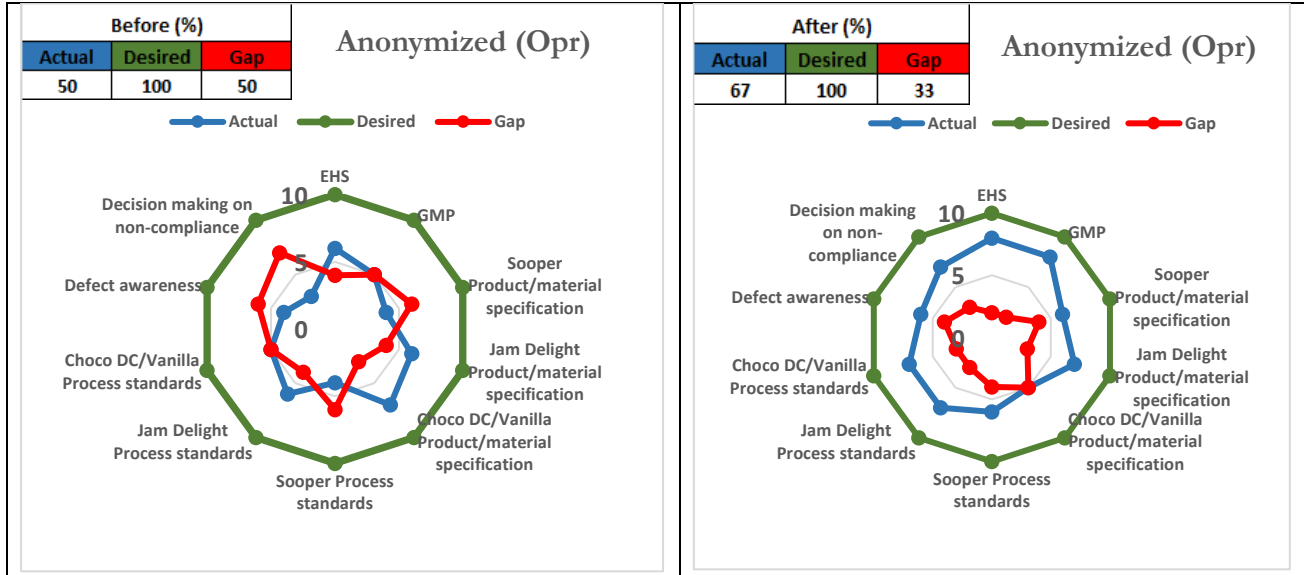 Before (%)
Actual Desired Gap
50 100 50
Anonymized (Opr)
Actual Desired Gap
EHS
10
GMP
Decision making on
non-compliance
5
Sooper
Product/material
specification
Defect awareness
0
Choco DC/Vanilla
Process standards
Jam Delight
Product/material
specification
Jam Delight
Process standards
Choco DC/Vanilla
Product/material
specification
Sooper Process
standards
After (%)
Actual Desired Gap
67 100 33
Anonymized (Opr)
Actual Desired Gap
EHS
10
GMP
Decision making
on non-
compliance
5
Sooper
Product/material
specification
Defect awareness
0
Choco DC/Vanilla
Process standards
Jam Delight
Product/material
specification
Jam Delight
Process standards
Choco DC/Vanilla
Product/material
specification
Sooper Process
standards